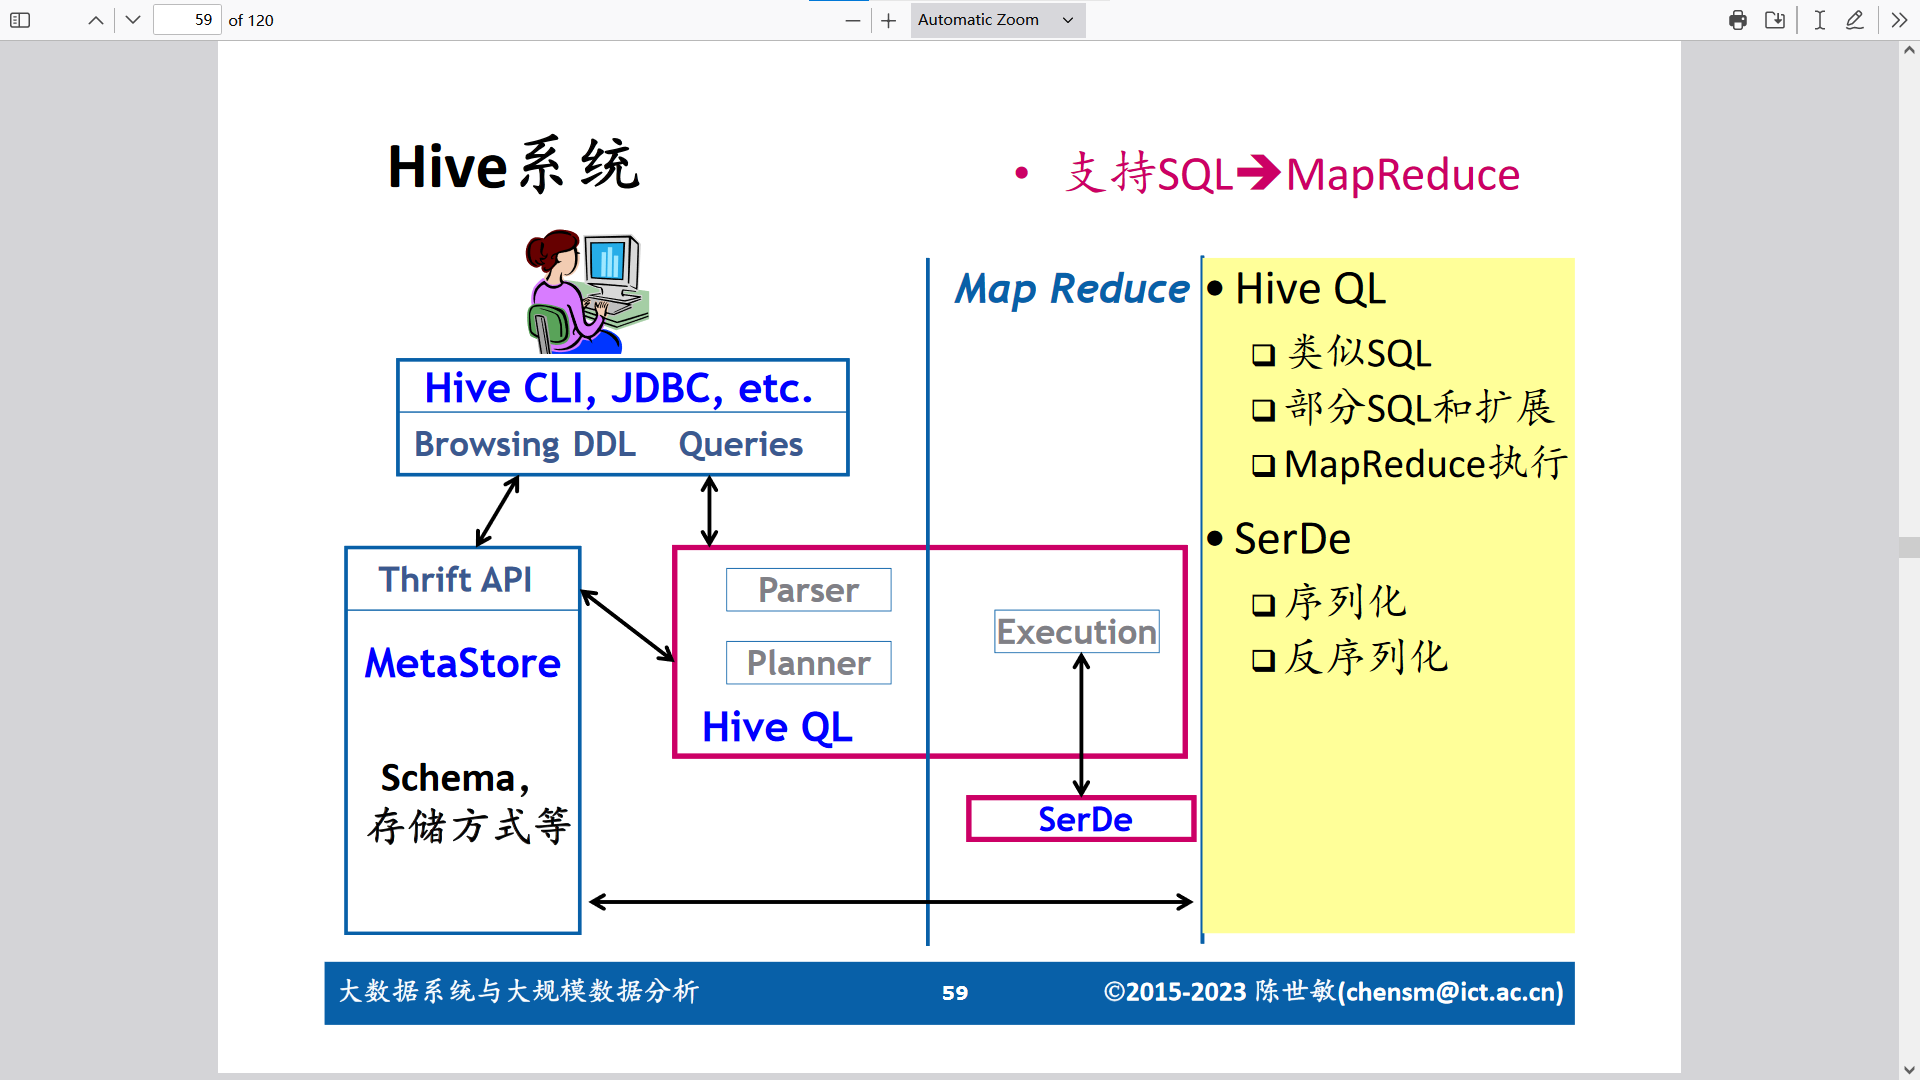 59 of 120
Automatic Zoom
Hive系统
• 支持SQL➔MapReduce
Hive CLI, JDBC, etc.
Browsing DDL Queries
Thrift API
MetaStore
Schema,
存储方式等
Parser
Planner
Hive QL
Map Reduce
Execution
SerDe
• Hive QL
❑ 类似SQL
❑ 部分SQL和扩展
❑ MapReduce执行
• SerDe
❑ 序列化
❑ 反序列化
大数据系统与大规模数据分析
59
©2015-2023 陈世敏(chensm@ict.ac.cn)